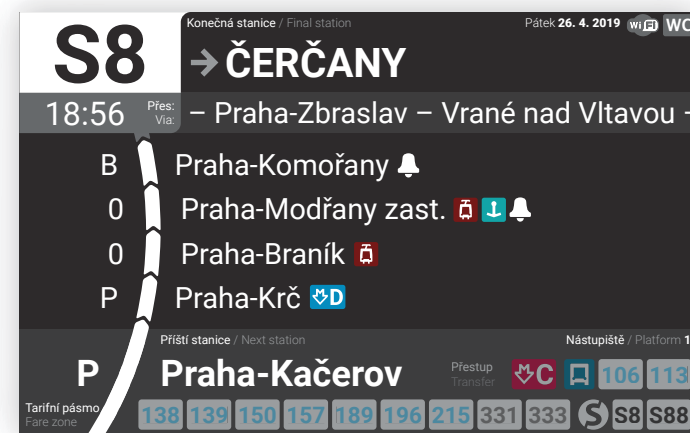 S8
Konečná stanice / Final station
Pátek 26. 4. 2019 WiFi WC
→ ČERČANY
18:56 Přes: – Praha-Zbraslav – Vrané nad Vltavou -
Via:
B Praha-Komořany
0 Praha-Modřany zast.
0 Praha-Braník
P Praha-Krč D
Příští stanice / Next station
Nástupiště / Platform 1
P Praha-Kačerov
Přestup
Transfer
C 106 113
Tarifní pásmo
Fare zone
138 139 150 157 189 196 215 331 333 S S8 S88